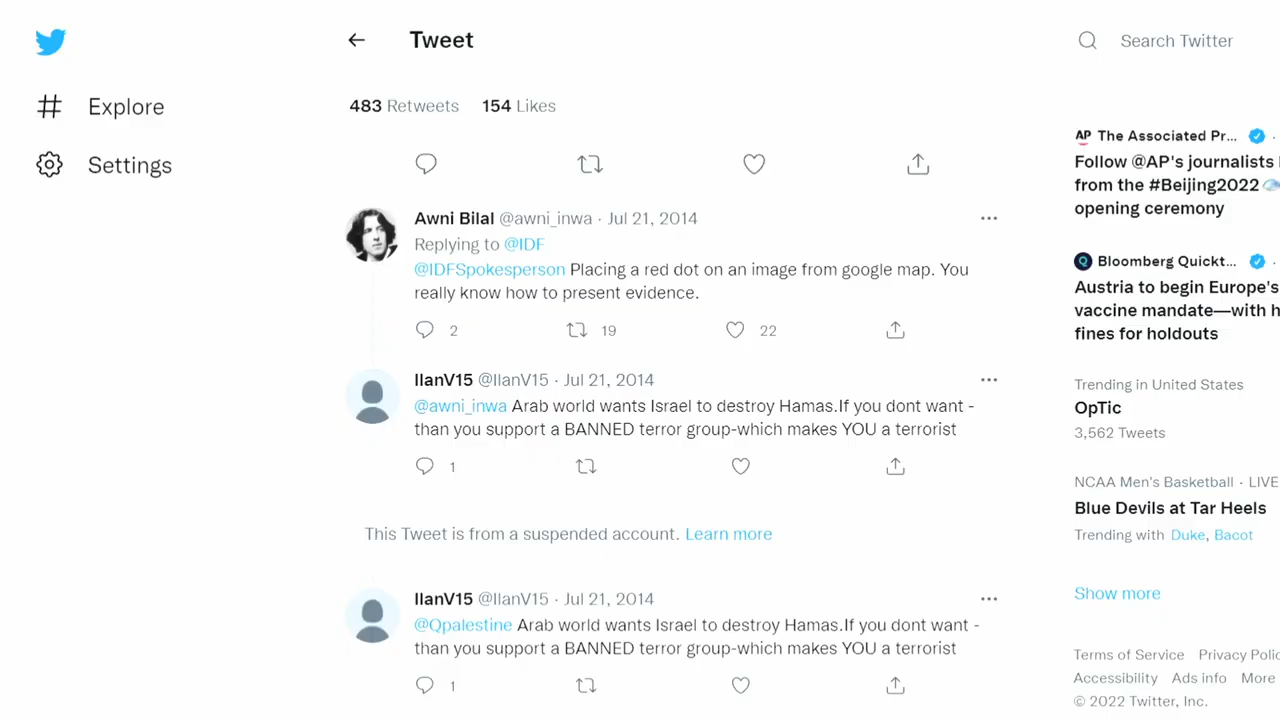 Tweet
Search Twitter
Explore
Settings
483 Retweets 154 Likes
Awni Bilal @awni_inwa · Jul 21, 2014
Replying to @IDF
@IDFSpokesperson Placing a red dot on an image from google map. You
really know how to present evidence.
2 19 22
IlanV15 @IlanV15 · Jul 21, 2014
@awni_inwa Arab world wants Israel to destroy Hamas.If you dont want -
than you support a BANNED terror group-which makes YOU a terrorist
1
This Tweet is from a suspended account. Learn more
IlanV15 @IlanV15 · Jul 21, 2014
@Qpalestine Arab world wants Israel to destroy Hamas.If you dont want -
than you support a BANNED terror group-which makes YOU a terrorist
1
AP The Associated Pr... ·
Follow @AP's journalists
from the #Beijing2022
opening ceremony
Bloomberg Quickt... ·
Austria to begin Europe's
vaccine mandate—with h
fines for holdouts
Trending in United States
OpTic
3,562 Tweets
NCAA Men's Basketball · LIVE
Blue Devils at Tar Heels
Trending with Duke, Bacot
Show more
Terms of Service Privacy Polic
Accessibility Ads info More
© 2022 Twitter, Inc.